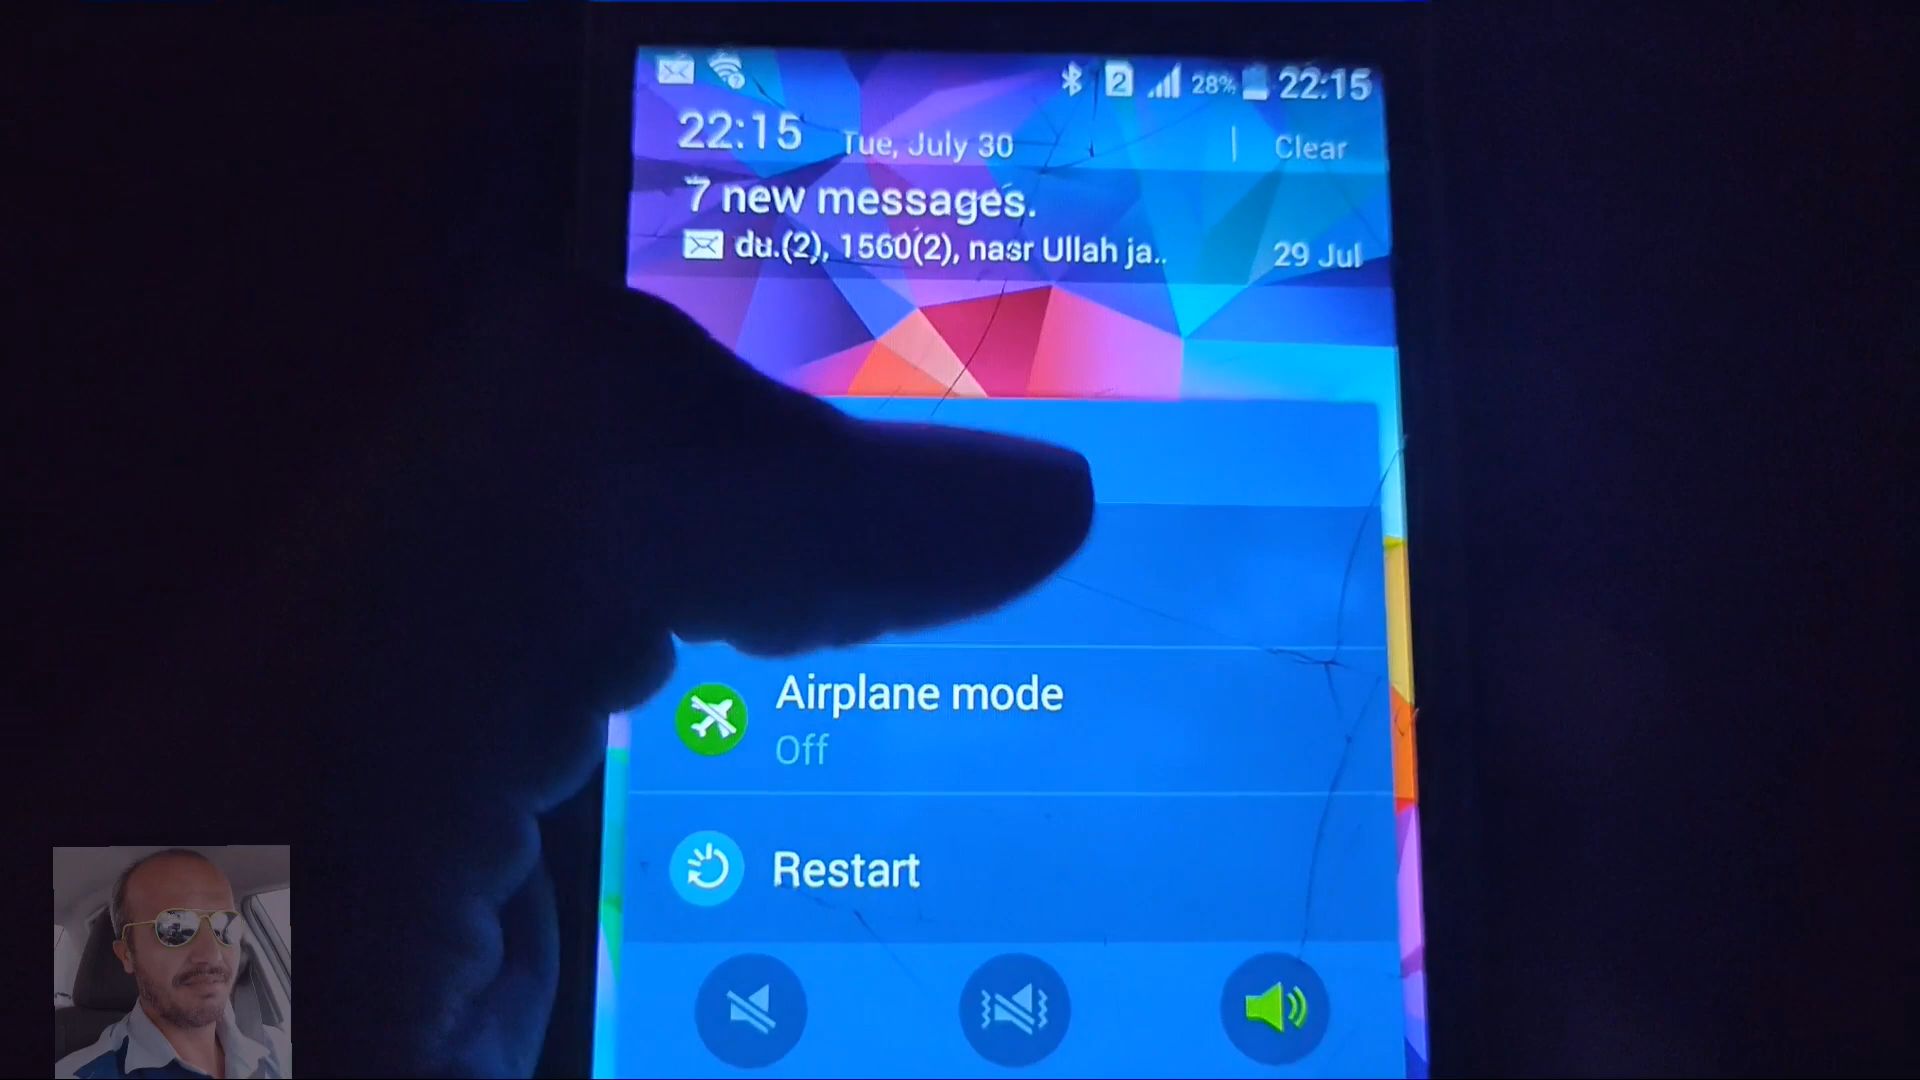 2 28% 22:15
22:15 Tue, July 30 Clear
7 new messages.
du.(2), 1560(2), nasr Ullah ja.. 29 Jul
Airplane mode
Off
Restart